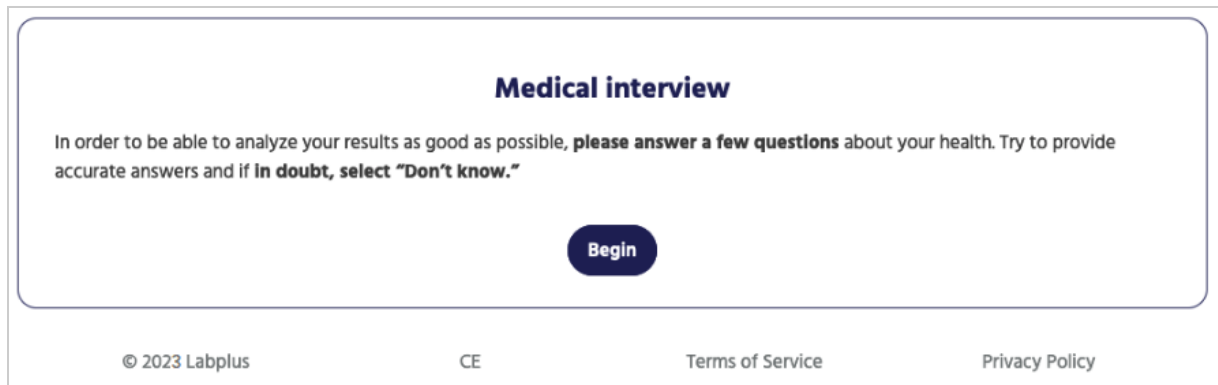 Medical interview
In order to be able to analyze your results as good as possible, please answer a few questions about your health. Try to provide
accurate answers and if in doubt, select “Don’t know.”
Begin
© 2023 Labplus CE Terms of Service Privacy Policy